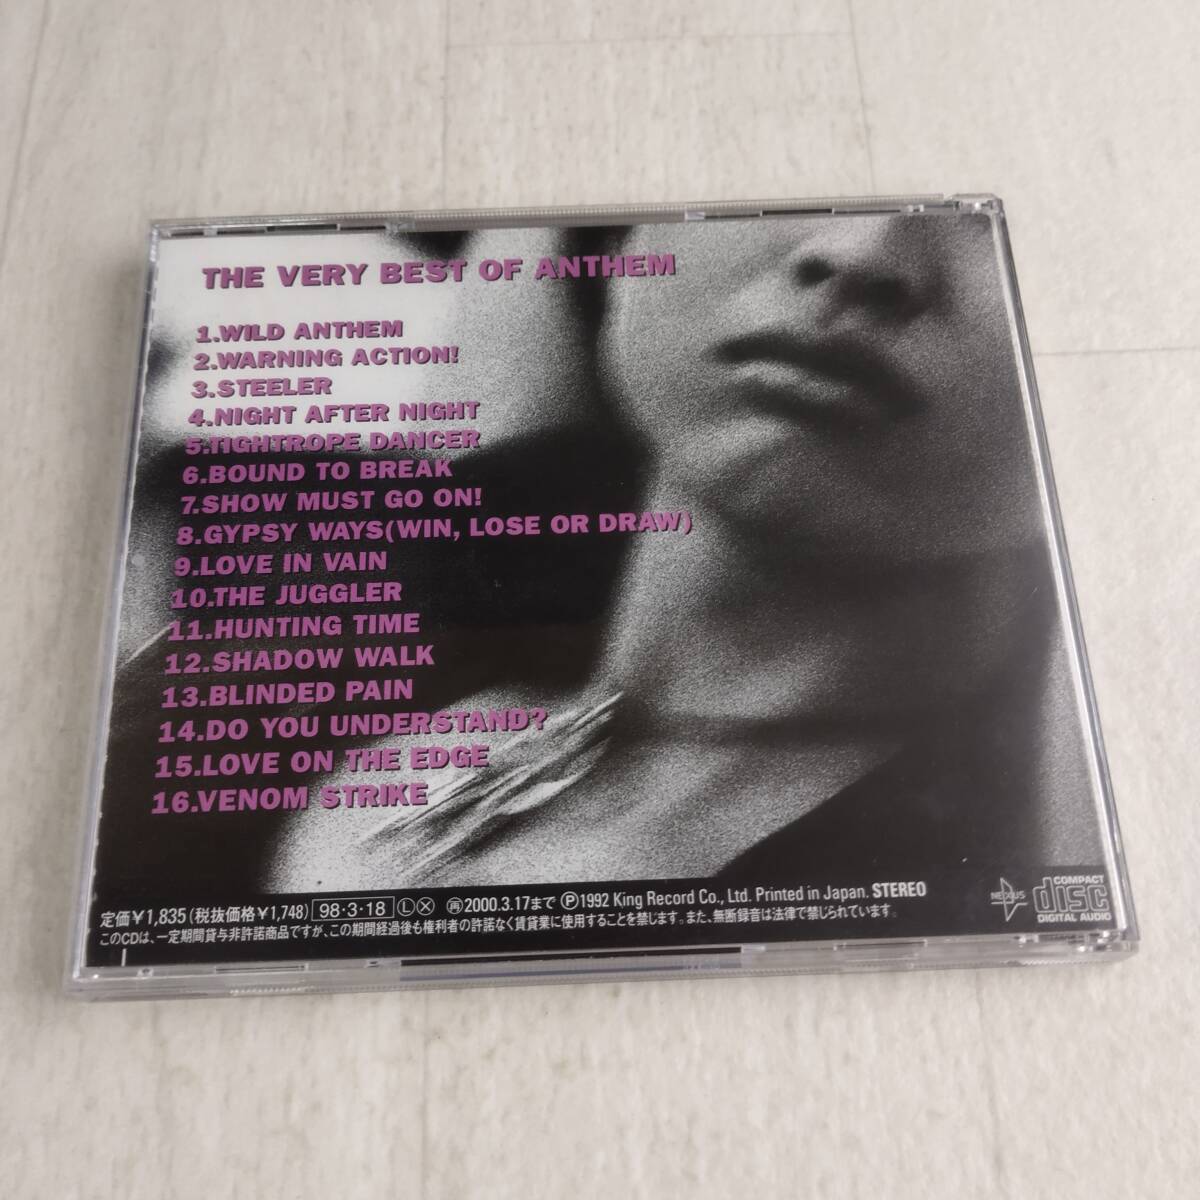 THE VERY BEST OF ANTHEM
1.WILD ANTHEM
2.WARNING ACTION!
3.STEELER
4.NIGHT AFTER NIGHT
5.TIGHTROPE DANCER
6.BOUND TO BREAK
7.SHOW MUST GO ON!
8.GYPSY WAYS(WIN, LOSE OR DRAW)
9.LOVE IN VAIN
10.THE JUGGLER
11.HUNTING TIME
12.SHADOW WALK
13.BLINDED PAIN
14.DO YOU UNDERSTAND?
15.LOVE ON THE EDGE
16.VENOM STRIKE
定価¥1,835(税抜価格¥1,748) 98・3・18 Ⓛ Ⓧ ㊢2000.3.17まで Ⓟ1992 King Record Co., Ltd. Printed in Japan. STEREO
このCDは、一定期間貸与非許諾商品ですが、この期間経過後も権利者の許諾なく賃貸業に使用することを禁じます。また、無断録音は法律で禁じられています。
NEXUS
COMPACT
disc
DIGITAL AUDIO